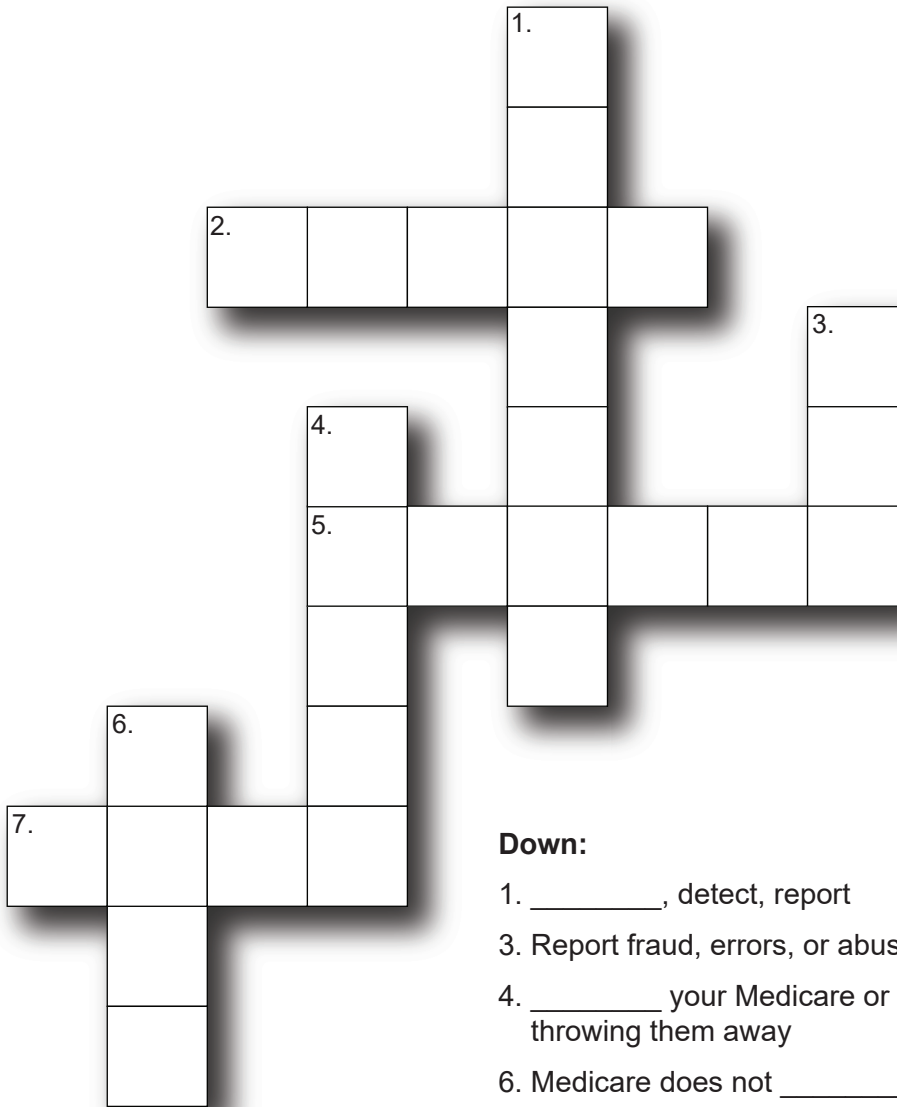 1.
2.
3.
4.
5.
6.
7.
Down:
1. ________, detect, report
3. Report fraud, errors, or abus
4. ________ your Medicare or
throwing them away
6. Medicare does not ________